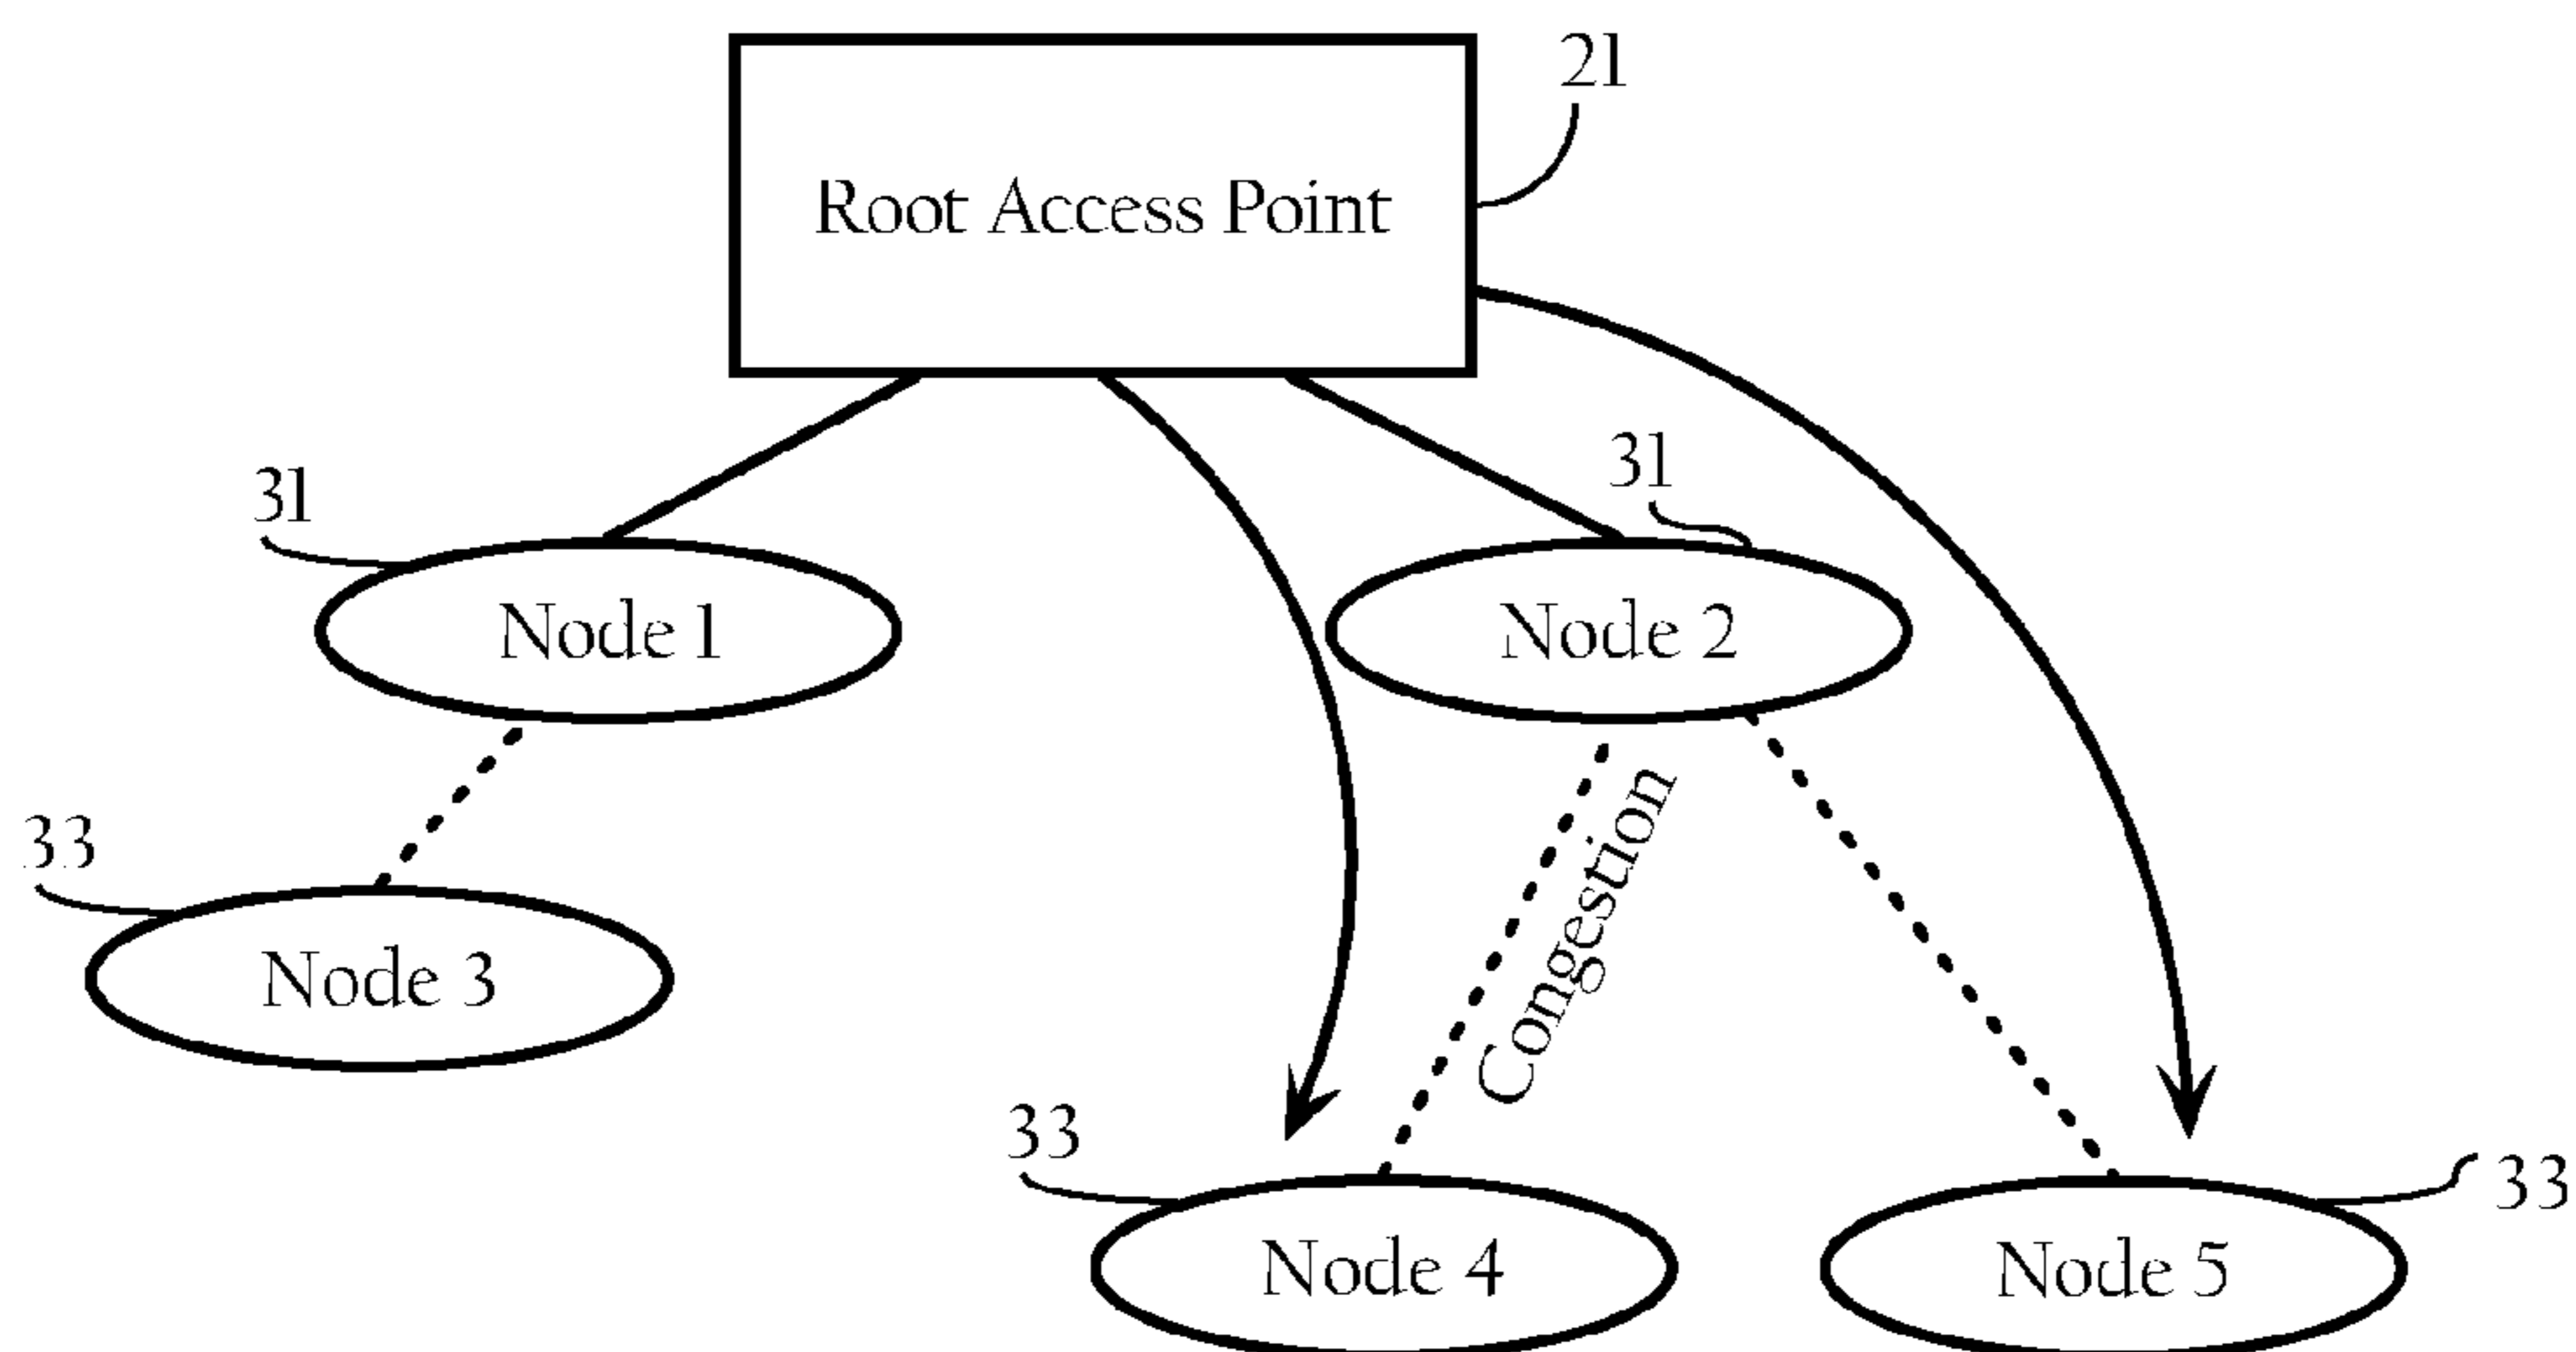 21
Root Access Point
31
31
Node 1
Node 2
33
Congestion
Node 3
33
33
Node 4
Node 5